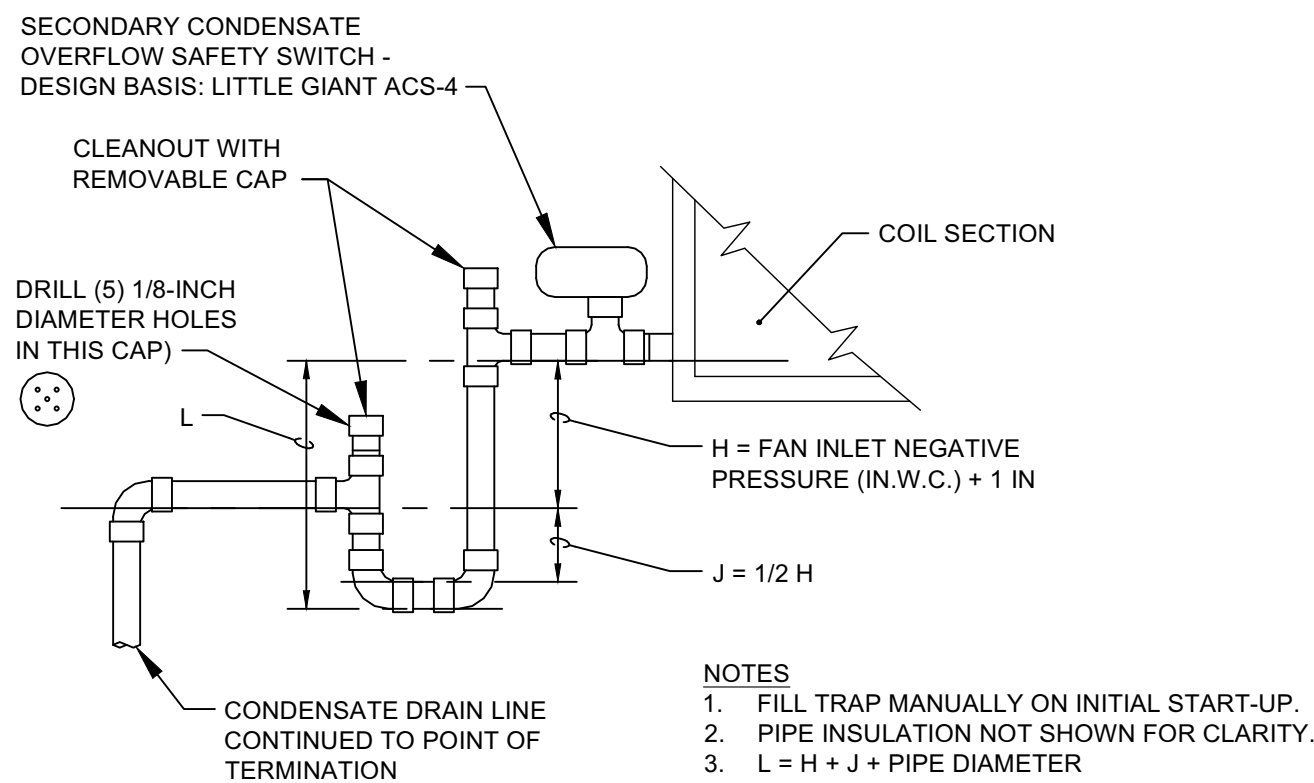 SECONDARY CONDENSATE
OVERFLOW SAFETY SWITCH -
DESIGN BASIS: LITTLE GIANT ACS-4
CLEANOUT WITH
REMOVABLE CAP
COIL SECTION
DRILL (5) 1/8-INCH
DIAMETER HOLES
IN THIS CAP)
L
H = FAN INLET NEGATIVE
PRESSURE (IN.W.C.) + 1 IN
J = 1/2 H
CONDENSATE DRAIN LINE
CONTINUED TO POINT OF
TERMINATION
NOTES
1. FILL TRAP MANUALLY ON INITIAL START-UP.
2. PIPE INSULATION NOT SHOWN FOR CLARITY.
3. L = H + J + PIPE DIAMETER